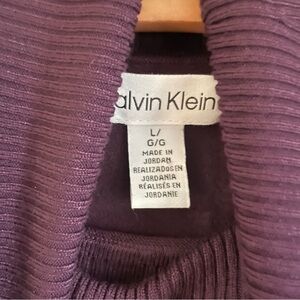 alvin Klein
L/
G/G
MADE IN
JORDAN
REALIZADOS EN
JORDANIA
RÉALISÉS EN
JORDANIE